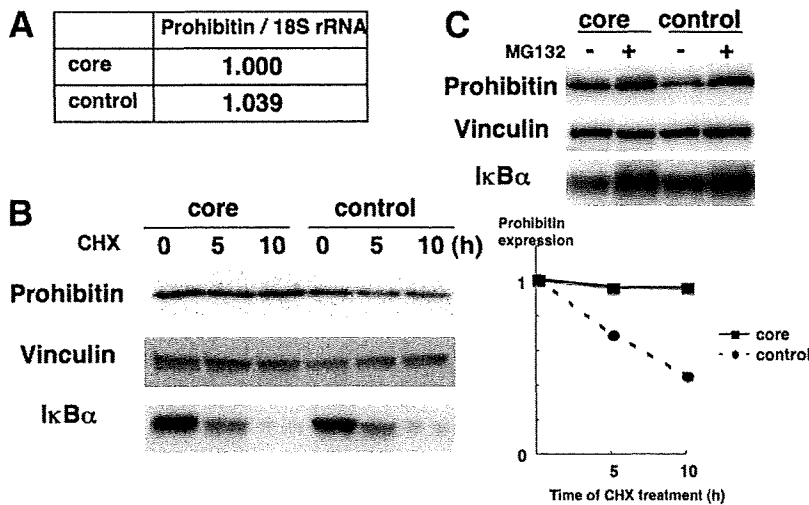 A
Prohibitin / 18S rRNA
core 1.000
control 1.039
B
core control
CHX 0 5 10 0 5 10 (h)
Prohibitin
Vinculin
IκBα
C
core control
MG132 - + - +
Prohibitin
Vinculin
IκBα
Prohibitin
expression
1
0
5 10
Time of CHX treatment (h)
core
control